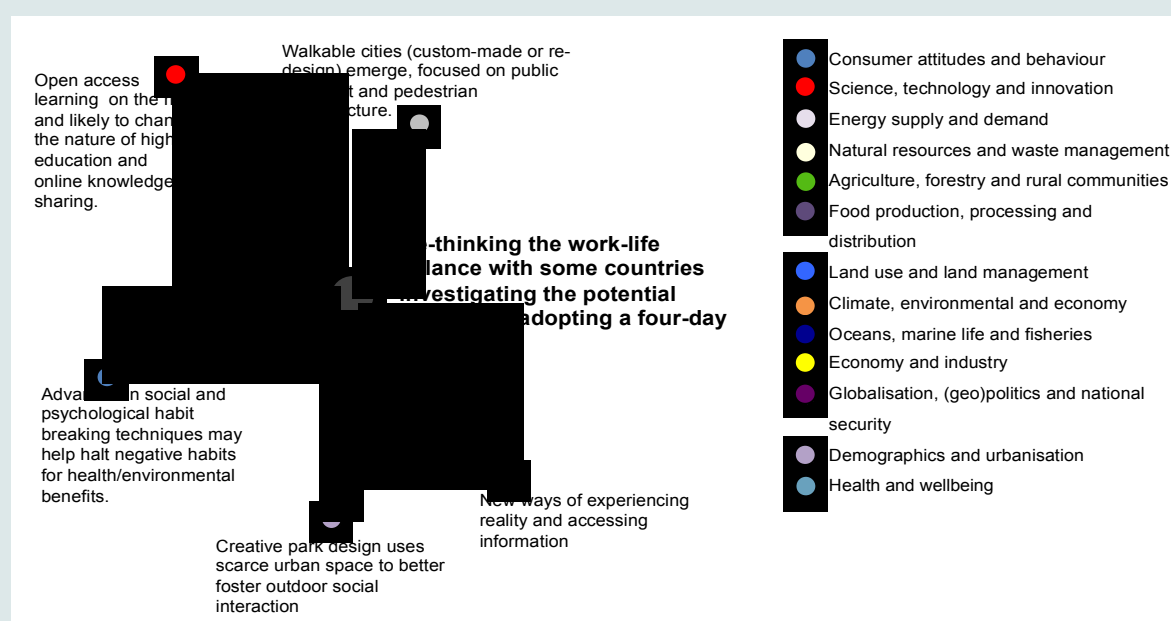 Walkable cities (custom-made or re-
design) emerge, focused on public
and pedestrian
Open access
learning on the
and likely to
the nature of
education and
online knowledge
sharing.
-thinking the work-life
with some countries
investigating the potential
adopting a four-day
social and
psychological habit
breaking techniques may
help halt negative habits
for health/environmental
benefits.
New ways of experiencing
reality and accessing
information
Creative park design uses
scarce urban space to better
foster outdoor social
interaction
Consumer attitudes and behaviour
Science, technology and innovation
Energy supply and demand
Natural resources and waste management
Agriculture, forestry and rural communities
Food production, processing and
distribution
Land use and land management
Climate, environmental and economy
Oceans, marine life and fisheries
Economy and industry
Globalisation, (geo)politics and national
security
Demographics and urbanisation
Health and wellbeing